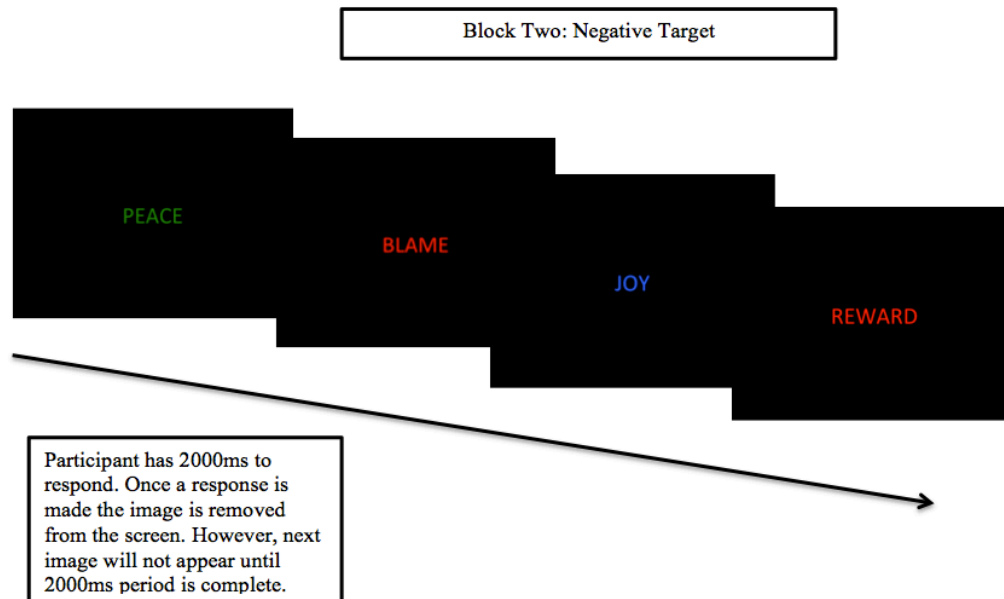 Block Two: Negative Target
PEACE
BLAME
JOY
REWARD
Participant has 2000ms to
respond. Once a response is
made the image is removed
from the screen. However, next
image will not appear until
2000ms period is complete.